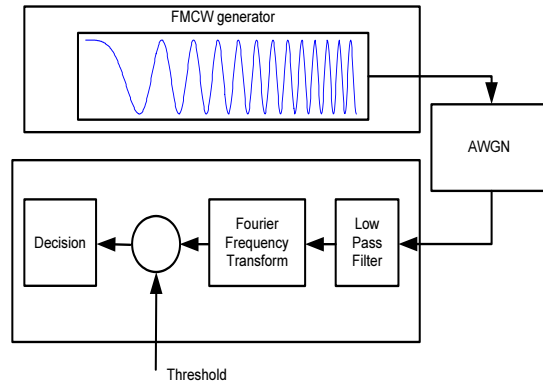 FMCW generator
AWGN
Decision
Fourier
Frequency
Transform
Low
Pass
Filter
Threshold